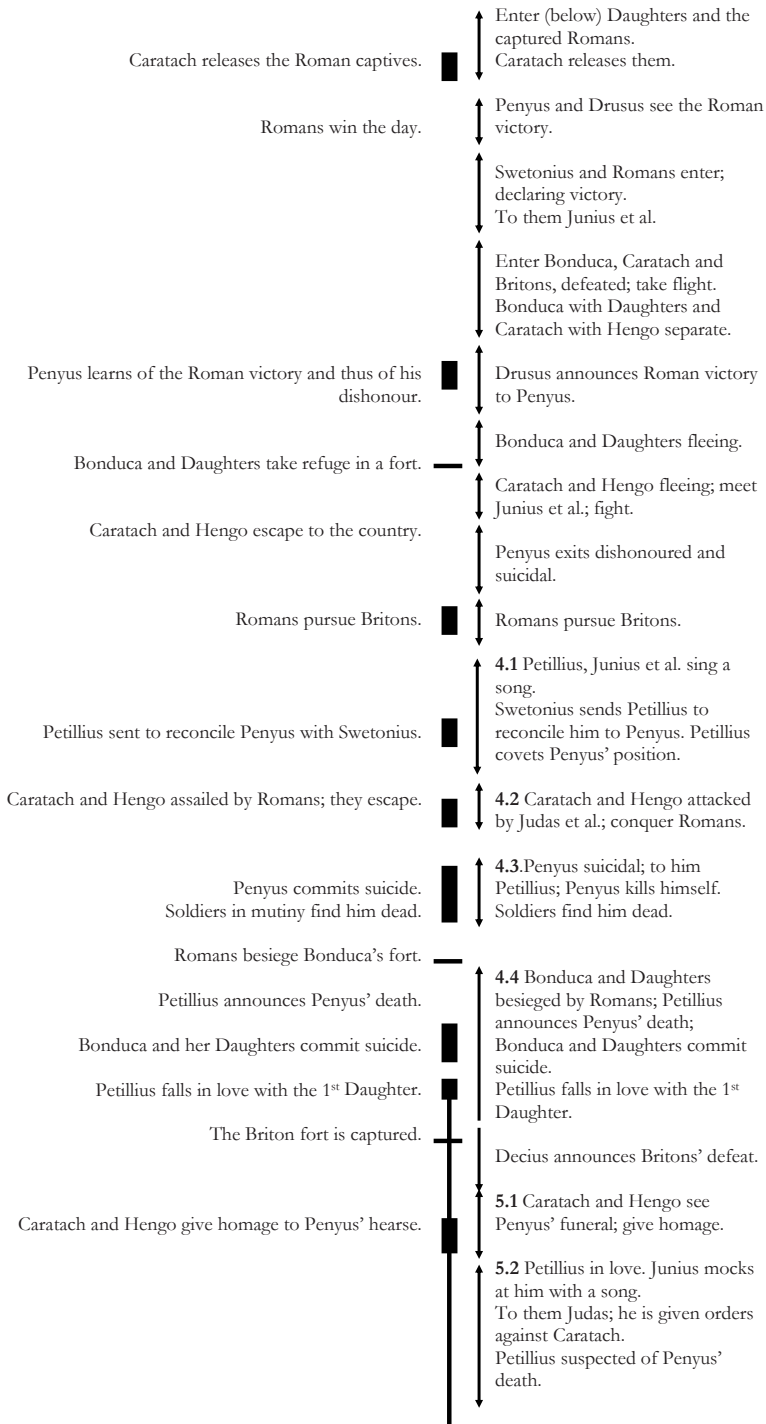 Enter (below) Daughters and the
captured Romans.
Caratach releases the Roman captives.
Caratach releases them.
Penyus and Drusus see the Roman
victory.
Romans win the day.
Swetonius and Romans enter;
declaring victory.
To them Junius et al.
Enter Bonduca, Caratach and
Britons, defeated; take flight.
Bonduca with Daughters and
Caratach with Hengo separate.
Penyus learns of the Roman victory and thus of his
dishonour.
Drusus announces Roman victory
to Penyus.
Bonduca and Daughters fleeing.
Bonduca and Daughters take refuge in a fort.
Caratach and Hengo fleeing; meet
Junius et al.; fight.
Caratach and Hengo escape to the country.
Penyus exits dishonoured and
suicidal.
Romans pursue Britons.
Romans pursue Britons.
4.1 Petillius, Junius et al. sing a
song.
Swetonius sends Petillius to
reconcile him to Penyus. Petillius
covets Penyus’ position.
Petillius sent to reconcile Penyus with Swetonius.
Caratach and Hengo assailed by Romans; they escape.
4.2 Caratach and Hengo attacked
by Judas et al.; conquer Romans.
4.3.Penyus suicidal; to him
Petillius; Penyus kills himself.
Soldiers find him dead.
Penyus commits suicide.
Soldiers in mutiny find him dead.
Romans besiege Bonduca’s fort.
4.4 Bonduca and Daughters
besieged by Romans; Petillius
announces Penyus’ death;
Bonduca and Daughters commit
suicide.
Petillius falls in love with the 1st
Daughter.
Petillius announces Penyus’ death.
Bonduca and her Daughters commit suicide.
Petillius falls in love with the 1st Daughter.
The Briton fort is captured.
Decius announces Britons’ defeat.
Caratach and Hengo give homage to Penyus’ hearse.
5.1 Caratach and Hengo see
Penyus’ funeral; give homage.
5.2 Petillius in love. Junius mocks
at him with a song.
To them Judas; he is given orders
against Caratach.
Petillius suspected of Penyus’
death.